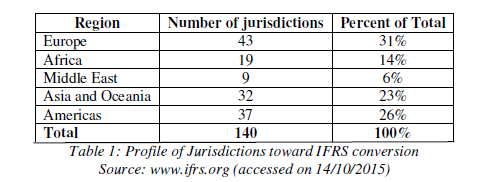 Region Number of jurisdictions Percent of Total
Europe 43 31%
Africa 19 14%
Middle East 9 6%
Asia and Oceania 32 23%
Americas 37 26%
Total 140 100%
Table 1: Profile of Jurisdictions toward IFRS conversion
Source: www.ifrs.org (accessed on 14/10/2015)